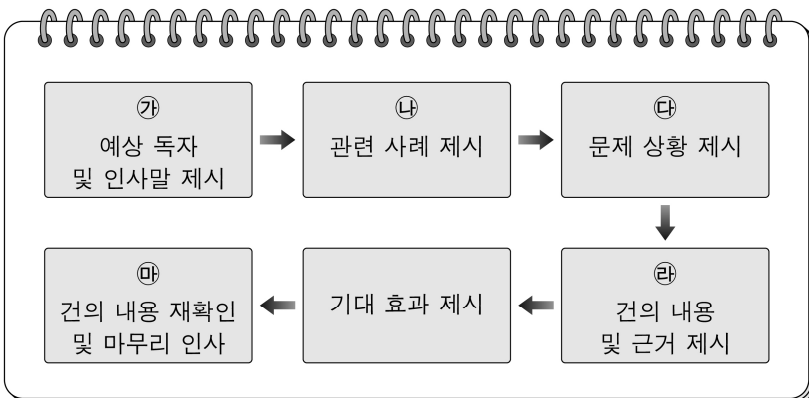 ㉮
예상 독자
및 인사말 제시
㉯
관련 사례 제시
㉰
문제 상황 제시
㉱
건의 내용
및 근거 제시
기대 효과 제시
㉲
건의 내용 재확인
및 마무리 인사